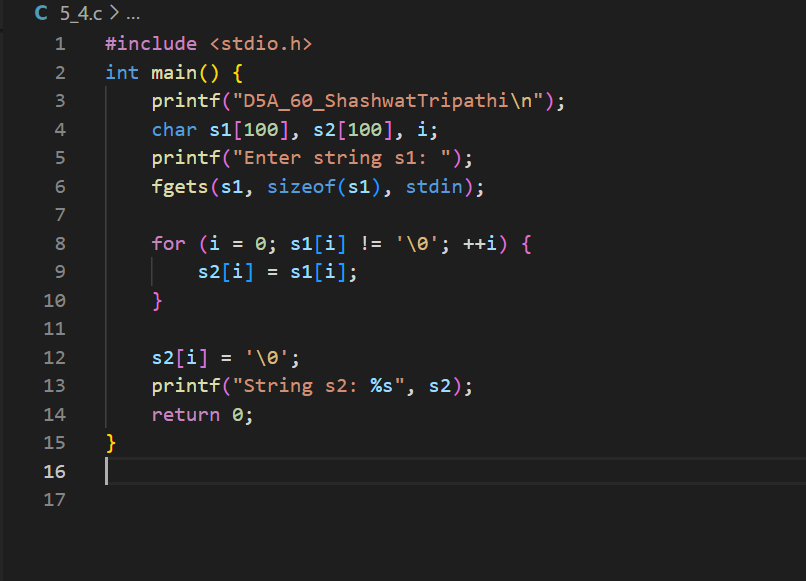 C 5_4.c > ...
1 #include <stdio.h>
2 int main() {
3     printf("D5A_60_ShashwatTripathi\n");
4     char s1[100], s2[100], i;
5     printf("Enter string s1: ");
6     fgets(s1, sizeof(s1), stdin);
7
8     for (i = 0; s1[i] != '\0'; ++i) {
9         s2[i] = s1[i];
10     }
11
12     s2[i] = '\0';
13     printf("String s2: %s", s2);
14     return 0;
15 }
16
17